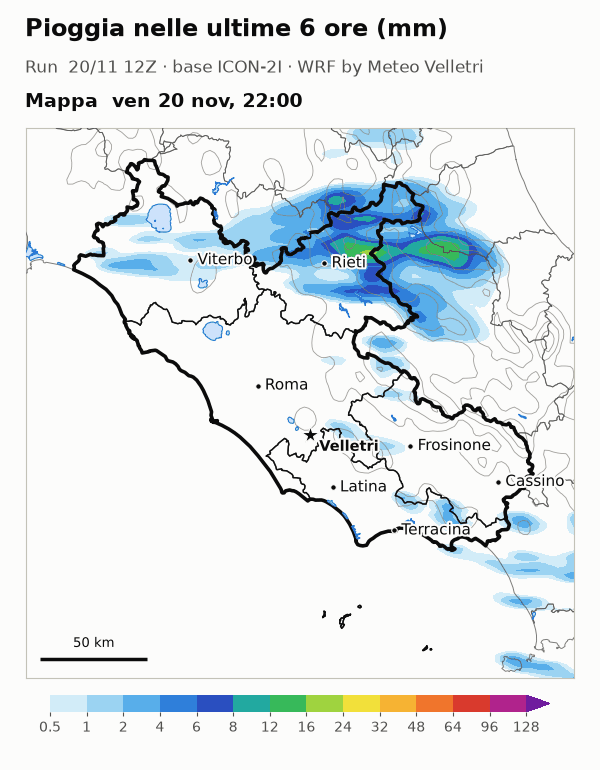 Pioggia nelle ultime 6 ore (mm)
Run 20/11 12Z · base ICON-2I · WRF by Meteo Velletri
Mappa ven 20 nov, 22:00
Viterbo
Rieti
Roma
Velletri
Frosinone
Latina
Cassino
Terracina
50 km
0.5 1 2 4 6 8 12 16 24 32 48 64 96 128